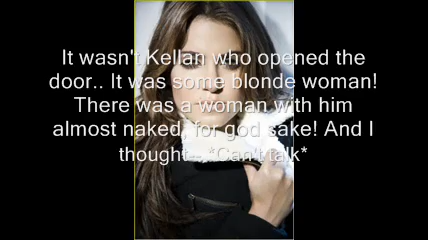 It wasn't Kellan who opened the
door.. It was some blonde woman!
There was a woman with him
almost naked, for god sake! And I
thought...*Can't talk*